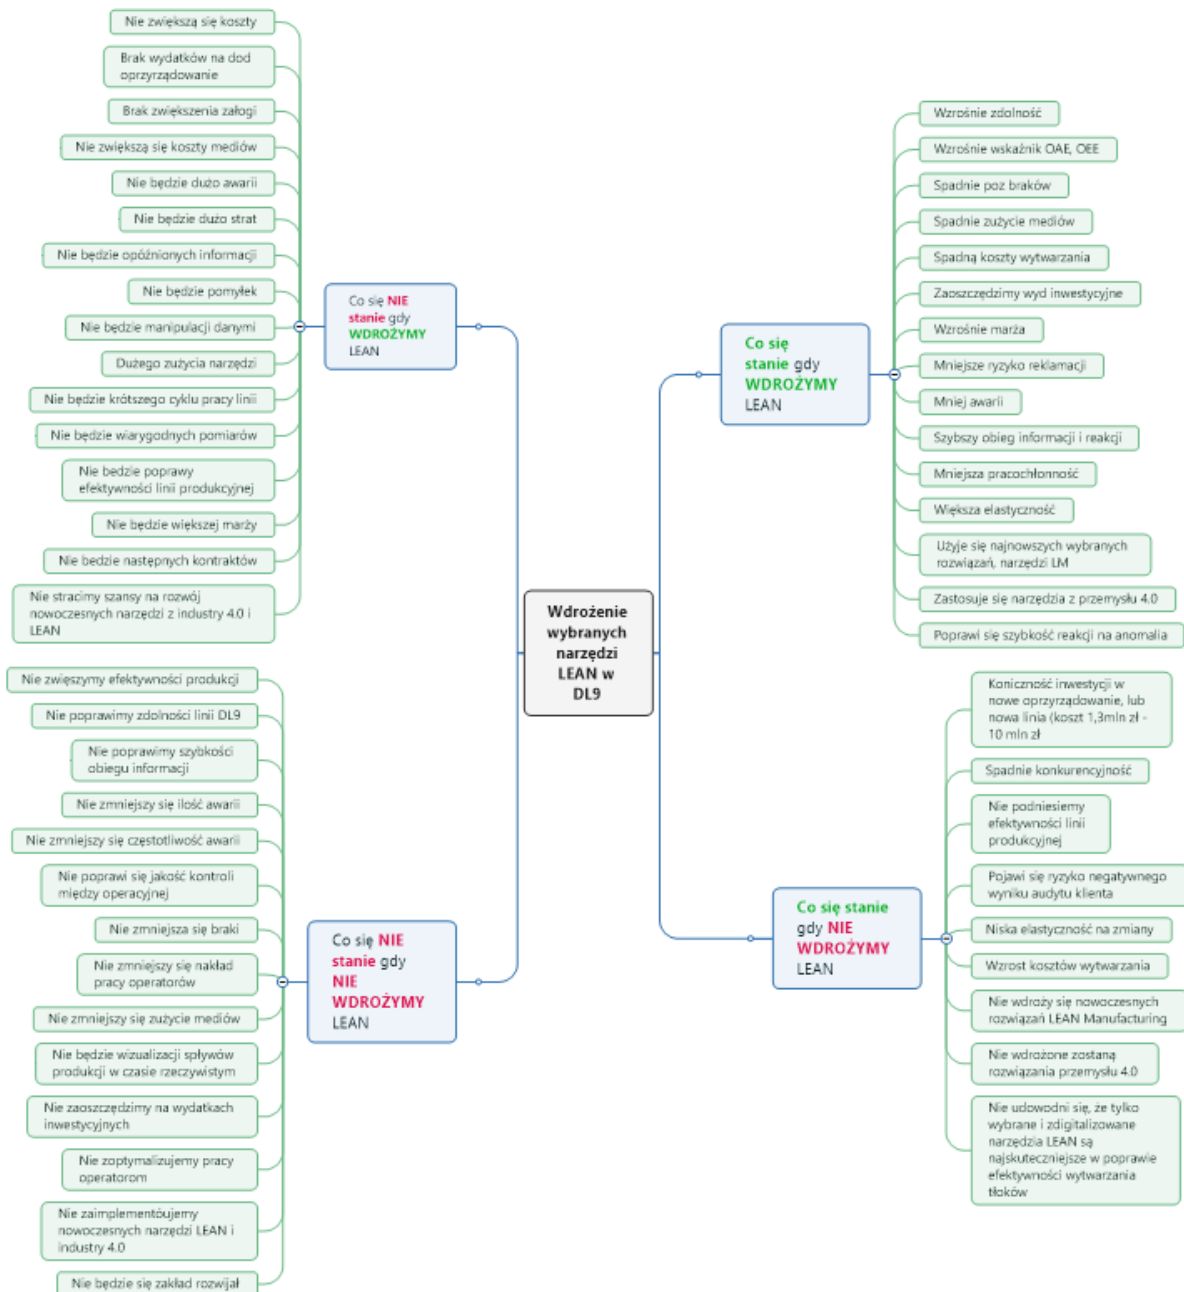 Nie zwiększą się koszty
Brak wydatków na dod
oprzyrządowanie
Brak zwiększenia załogi
Nie zwiększą się koszty mediów
Nie będzie dużo awarii
Nie będzie dużo strat
Nie będzie opóźnionych informacji
Nie będzie pomyłek
Nie będzie manipulacji danymi
Dużego zużycia narzędzi
Nie będzie krótszego cyklu pracy linii
Nie będzie wiarygodnych pomiarów
Nie bedzie poprawy
efektywności linii produkcyjnej
Nie będzie większej marży
Nie bedzie następnych kontraktów
Nie stracimy szansy na rozwój
nowoczesnych narzędzi z industry 4.0 i
LEAN
Co się NIE
stanie gdy
WDROŻYMY
LEAN
Wzrośnie zdolność
Wzrośnie wskaźnik OAE, OEE
Spadnie poz braków
Spadnie zużycie mediów
Spadną koszty wytwarzania
Zaoszczędzimy wyd inwestycyjne
Wzrośnie marża
Mniejsze ryzyko reklamacji
Mniej awarii
Szybszy obieg informacji i reakcji
Mniejsza pracochłonność
Większa elastyczność
Użyje się najnowszych wybranych
rozwiązań, narzędzi LM
Zastosuje się narzędzia z przemysłu 4.0
Poprawi się szybkość reakcji na anomalia
Co się
stanie gdy
WDROŻYMY
LEAN
Wdrożenie
wybranych
narzędzi
LEAN w
DL9
Nie zwięszymy efektywności produkcji
Nie poprawimy zdolności linii DL9
Nie poprawimy szybkości
obiegu informacji
Nie zmniejszy się ilość awarii
Nie zmniejszy się częstotliwość awarii
Nie poprawi się jakość kontroli
między operacyjnej
Nie zmniejsza się braki
Nie zmniejszy się nakład
pracy operatorów
Nie zmniejszy się zużycie mediów
Nie będzie wizualizacji spływów
produkcji w czasie rzeczywistym
Nie zaoszczędzimy na wydatkach
inwestycyjnych
Nie zoptymalizujemy pracy
operatorom
Nie zaimplementóujemy
nowoczesnych narzędzi LEAN i
industry 4.0
Nie będzie się zakład rozwijał
Co się NIE
stanie gdy
NIE
WDROŻYMY
LEAN
Koniczność inwestycji w
nowe oprzyrządowanie, lub
nowa linia (koszt 1,3mln zł -
10 mln zł
Spadnie konkurencyjność
Nie podniesiemy
efektywności linii
produkcyjnej
Pojawi się ryzyko negatywnego
wyniku audytu klienta
Niska elastyczność na zmiany
Wzrost kosztów wytwarzania
Nie wdroży się nowoczesnych
rozwiązań LEAN Manufacturing
Nie wdrożone zostaną
rozwiązania przemysłu 4.0
Nie udowodni się, że tylko
wybrane i zdigitalizowane
narzędzia LEAN są
najskuteczniejsze w poprawie
efektywności wytwarzania
tłoków
Co się stanie
gdy NIE
WDROŻYMY
LEAN